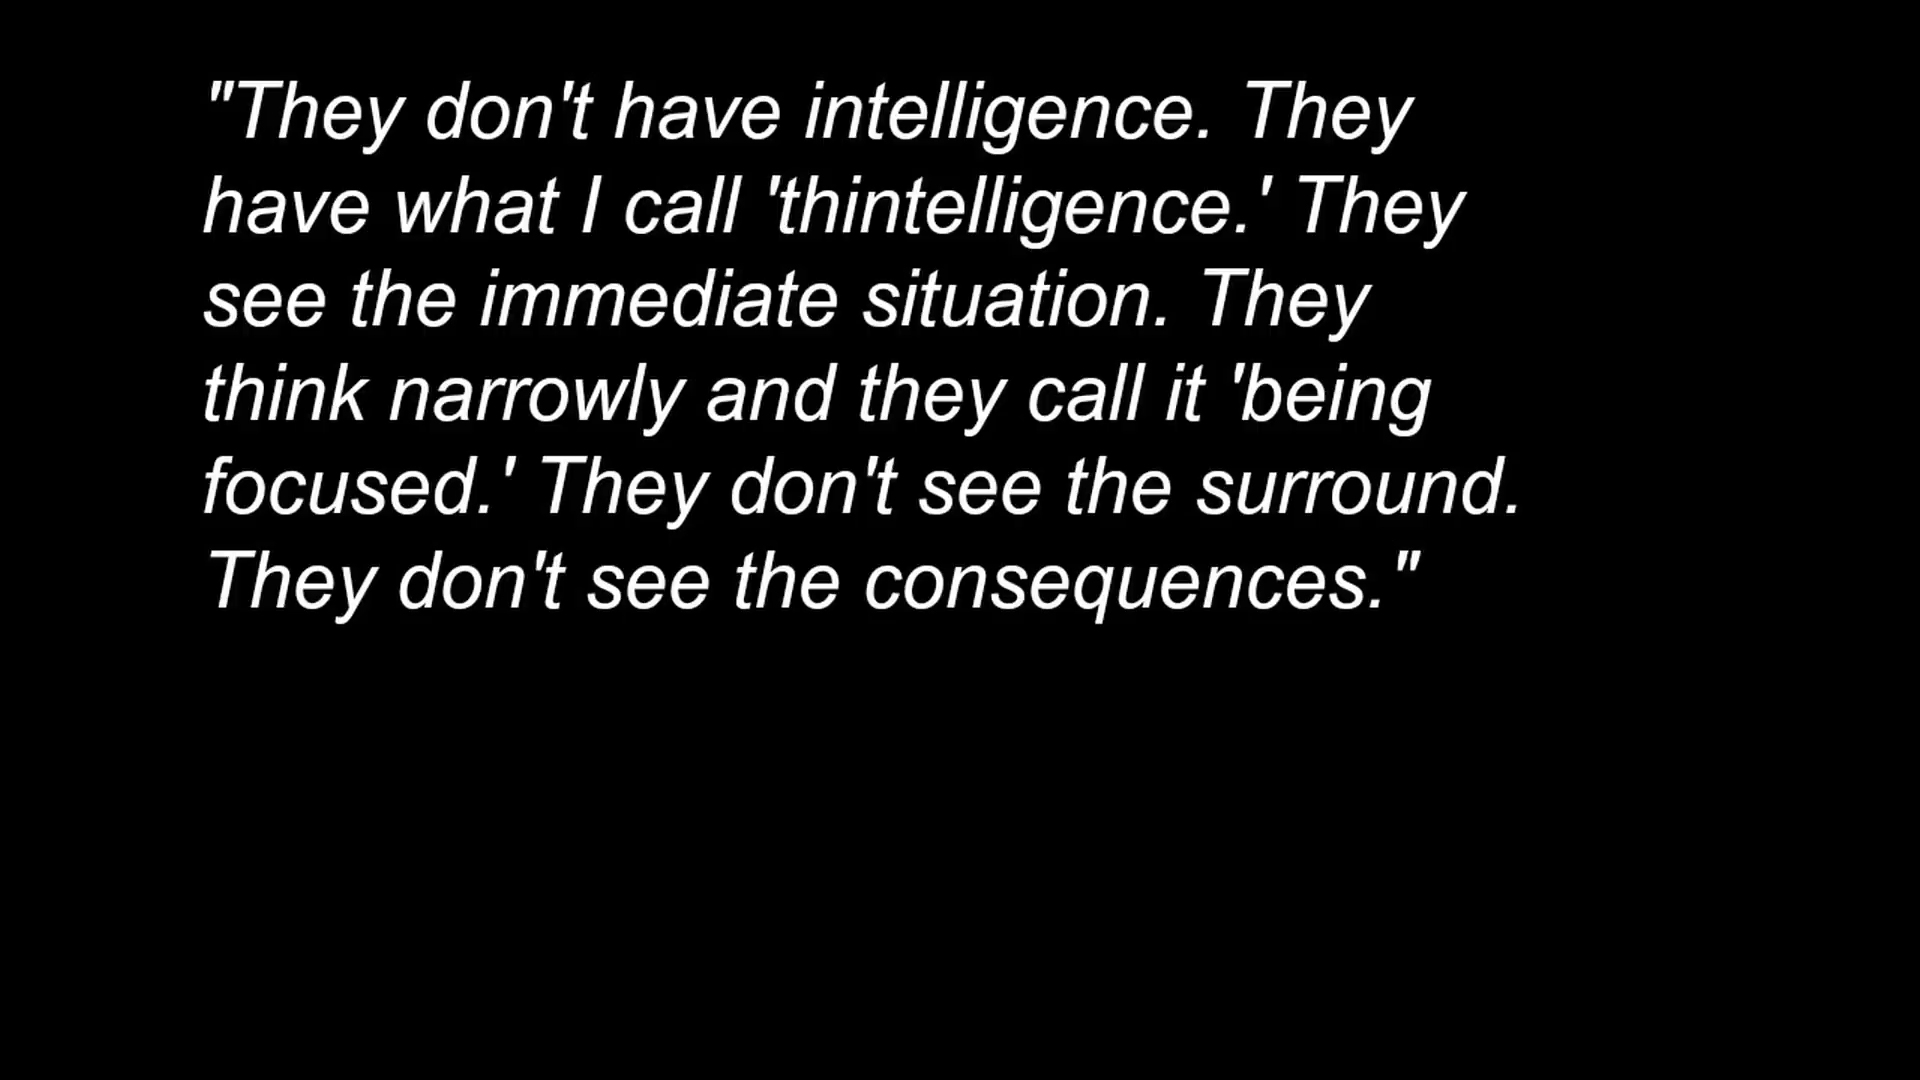 "They don't have intelligence. They
have what I call 'thintelligence.' They
see the immediate situation. They
think narrowly and they call it 'being
focused.' They don't see the surround.
They don't see the consequences."